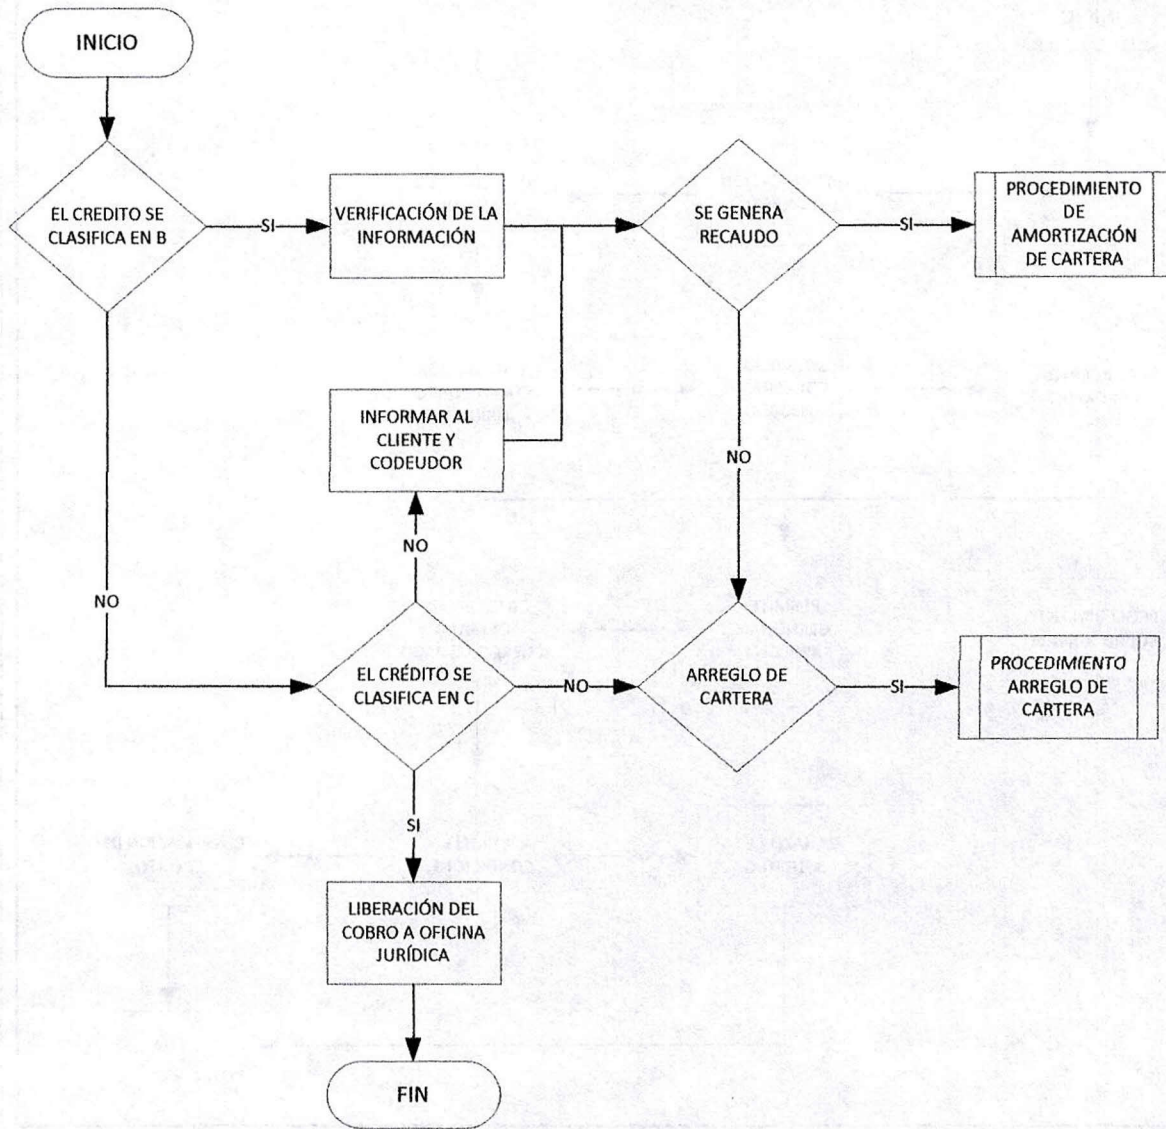 INICIO
EL CREDITO SE
CLASIFICA EN B
SI
VERIFICACIÓN DE LA
INFORMACIÓN
SE GENERA
RECAUDO
SI
PROCEDIMIENTO
DE
AMORTIZACIÓN
DE CARTERA
INFORMAR AL
CLIENTE Y
CODEUDOR
NO
NO
NO
EL CRÉDITO SE
CLASIFICA EN C
NO
ARREGLO DE
CARTERA
SI
PROCEDIMIENTO
ARREGLO DE
CARTERA
SI
LIBERACIÓN DEL
COBRO A OFICINA
JURÍDICA
FIN